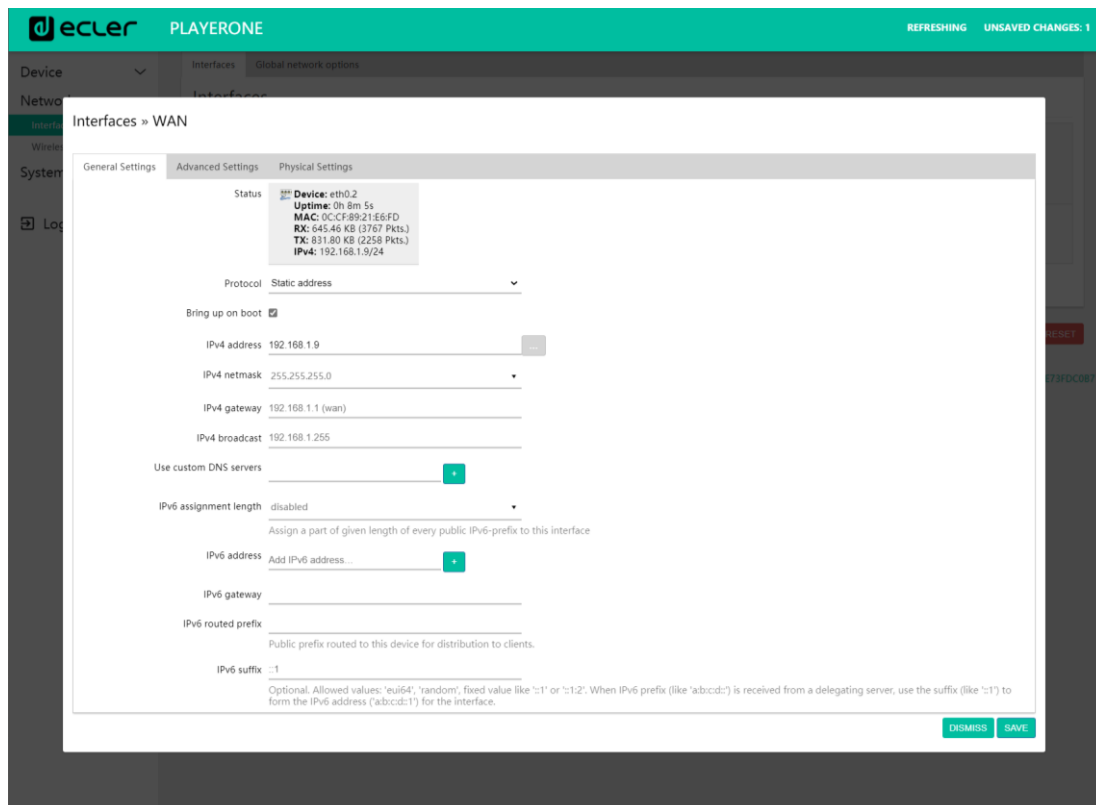 ecler PLAYERONE REFRESHING UNSAVED CHANGES: 1
Device
Interfaces Global network options
Interfaces
System
RESET
Interfaces » WAN
General Settings Advanced Settings Physical Settings
Status
Device: eth0.2
Uptime: 0h 8m 5s
MAC: 0C:CF:89:21:E6:FD
RX: 645.46 KB (3767 Pkts.)
TX: 831.80 KB (2258 Pkts.)
IPv4: 192.168.1.9/24
Protocol Static address
Bring up on boot
IPv4 address 192.168.1.9 ...
IPv4 netmask 255.255.255.0
IPv4 gateway 192.168.1.1 (wan)
IPv4 broadcast 192.168.1.255
Use custom DNS servers +
IPv6 assignment length disabled
Assign a part of given length of every public IPv6-prefix to this interface
IPv6 address Add IPv6 address... +
IPv6 gateway
IPv6 routed prefix
Public prefix routed to this device for distribution to clients.
IPv6 suffix ::1
Optional. Allowed values: 'eui64', 'random', fixed value like '::1' or '::1:2'. When IPv6 prefix (like 'a:b:c:d::') is received from a delegating server, use the suffix (like '::1') to
form the IPv6 address ('a:b:c:d::1') for the interface.
DISMISS SAVE